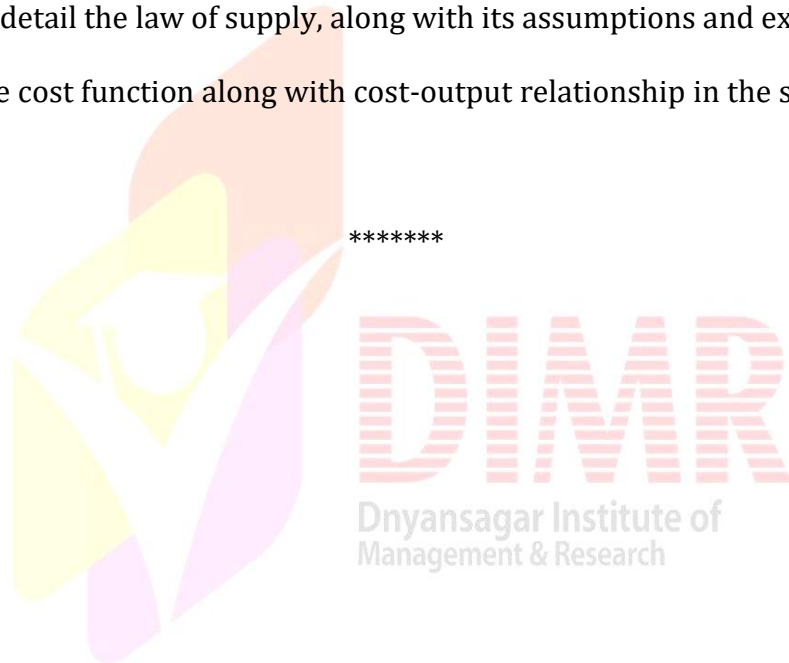 detail the law of supply, along with its assumptions and ex
e cost function along with cost-output relationship in the s
*******
DIMR
Dnyansagar Institute of
Management & Research